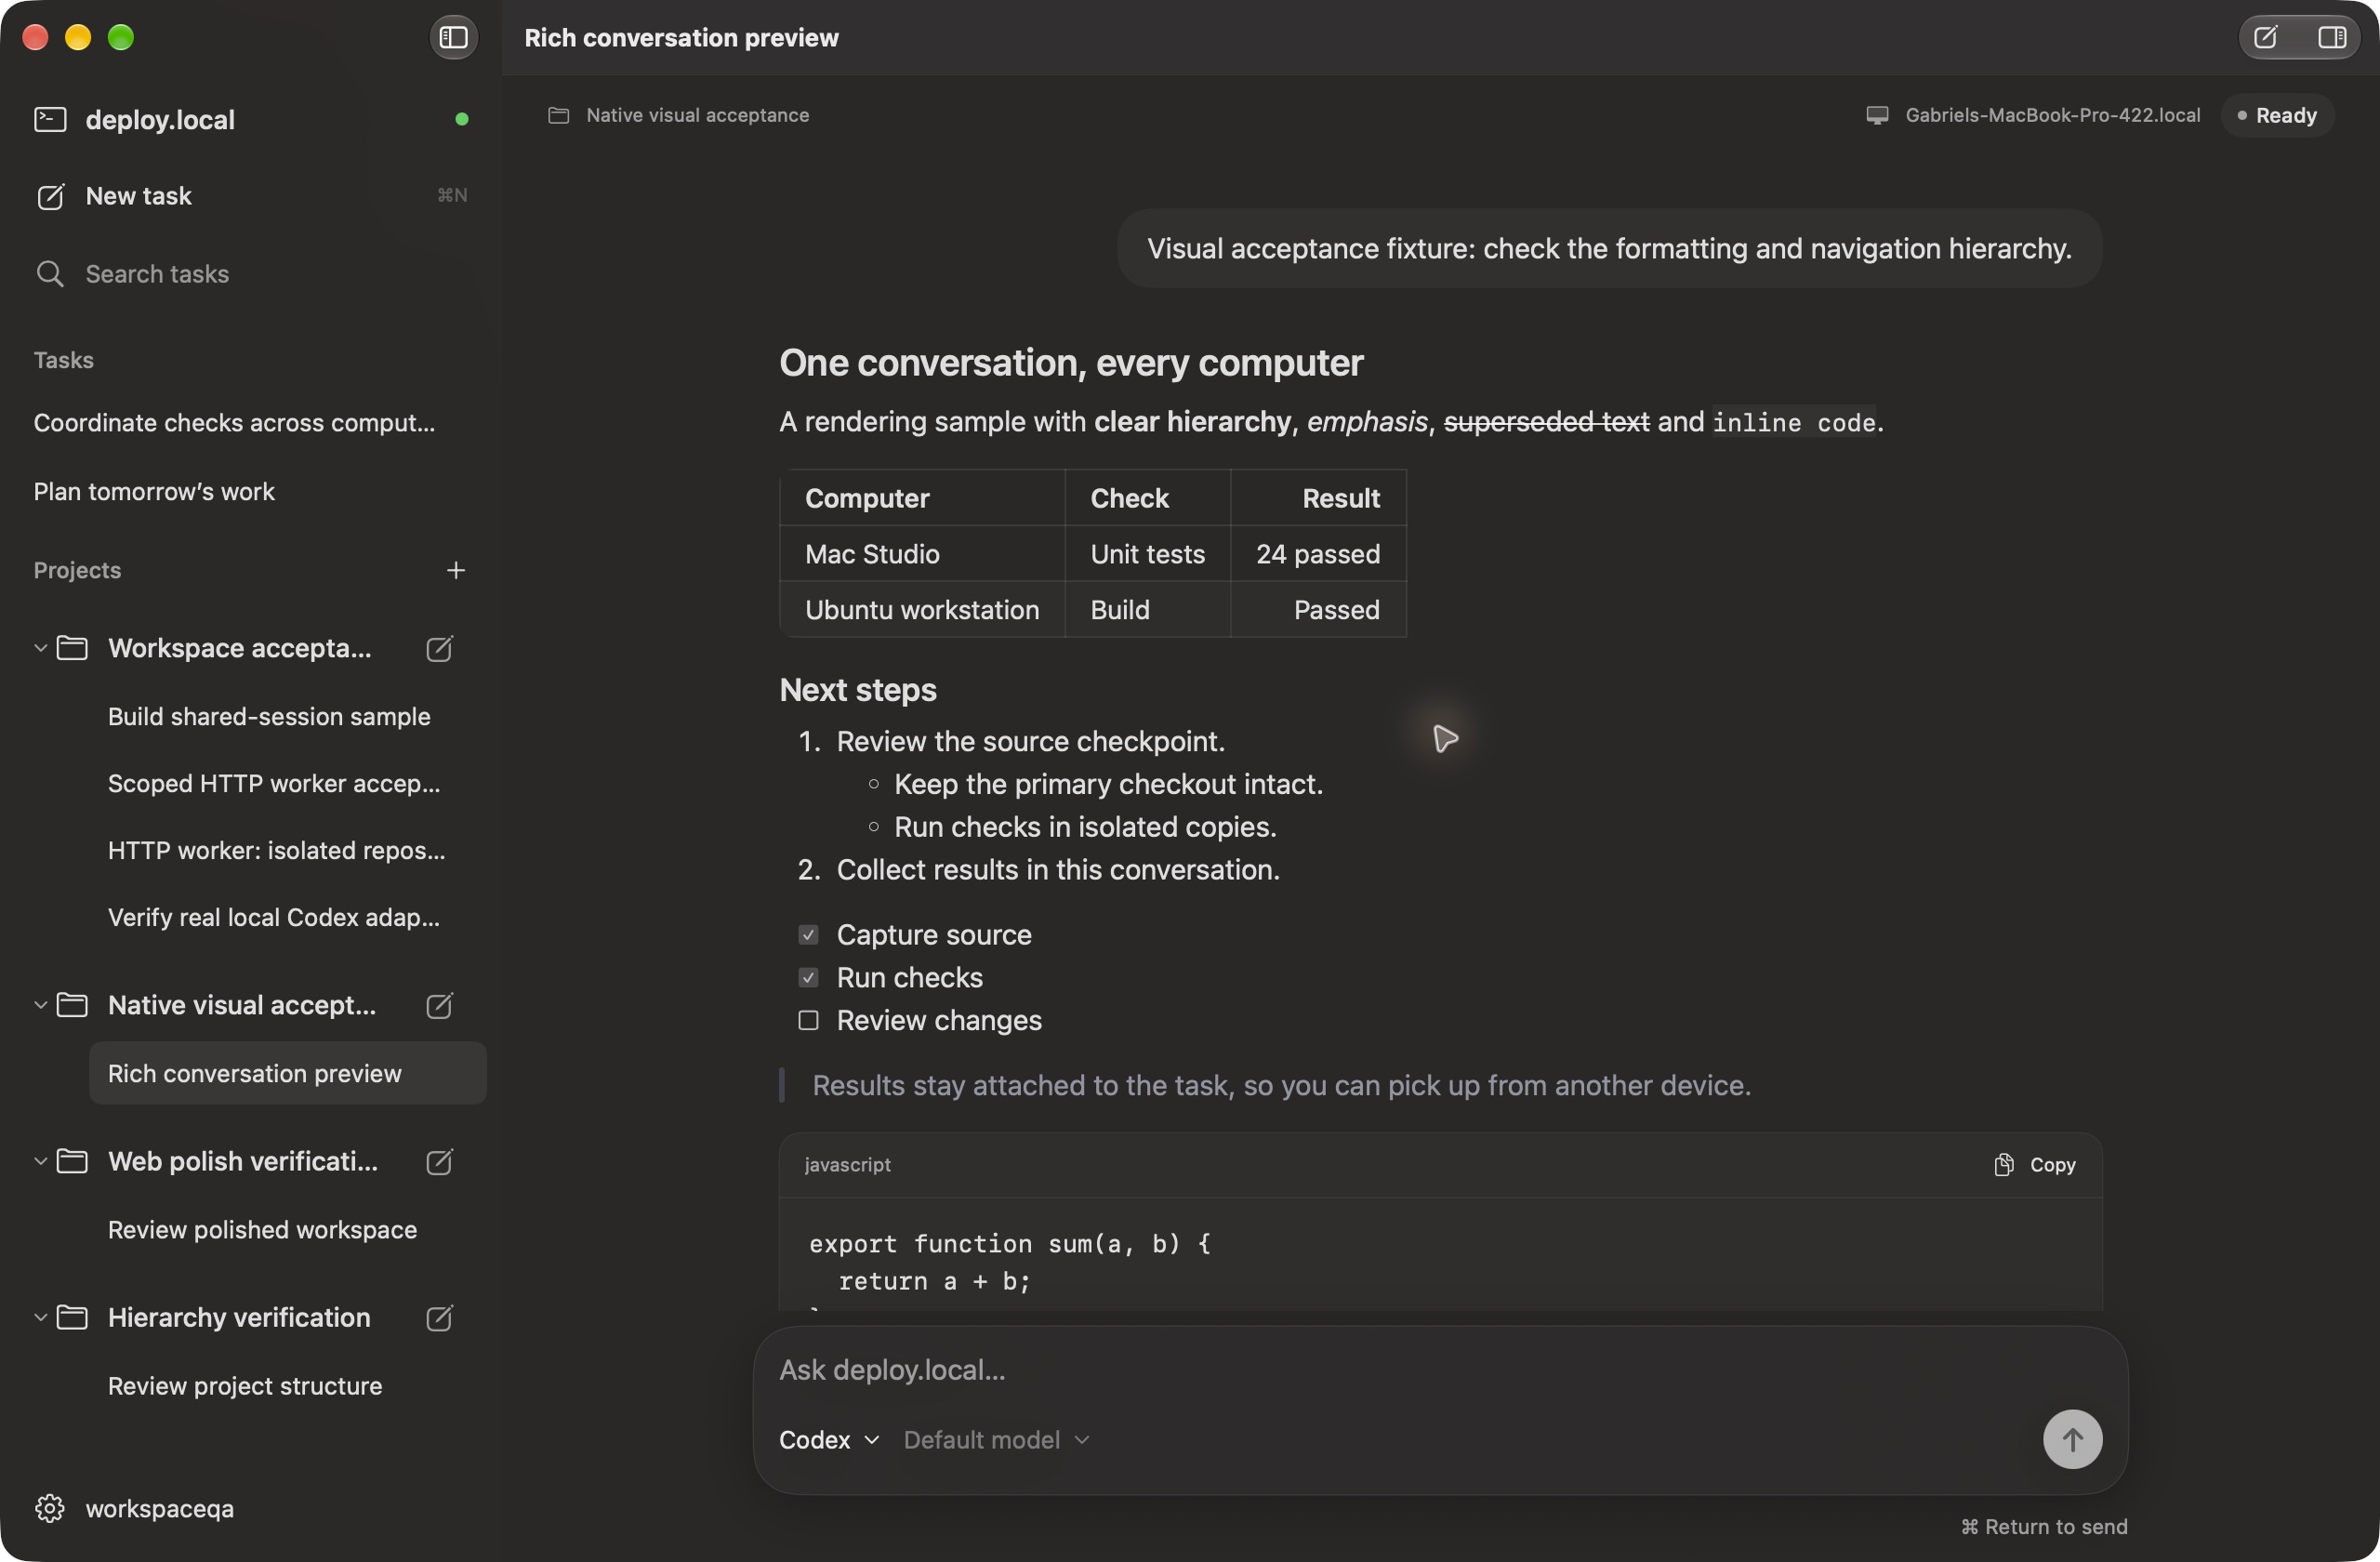 Rich conversation preview
deploy.local
New task
⌘N
Search tasks
Tasks
Coordinate checks across comput...
Plan tomorrow’s work
Projects
Workspace accepta...
Build shared-session sample
Scoped HTTP worker accep...
HTTP worker: isolated repos...
Verify real local Codex adap...
Native visual accept...
Rich conversation preview
Web polish verificati...
Review polished workspace
Hierarchy verification
Review project structure
workspaceqa
Native visual acceptance
Gabriels-MacBook-Pro-422.local
Ready
Visual acceptance fixture: check the formatting and navigation hierarchy.
One conversation, every computer
A rendering sample with clear hierarchy, emphasis, superseded text and inline code.
Computer Check Result
Mac Studio Unit tests 24 passed
Ubuntu workstation Build Passed
Next steps
1. Review the source checkpoint.
Keep the primary checkout intact.
Run checks in isolated copies.
2. Collect results in this conversation.
Capture source
Run checks
Review changes
Results stay attached to the task, so you can pick up from another device.
javascript
Copy
export function sum(a, b) {
return a + b;
Ask deploy.local...
Codex
Default model
⌘ Return to send